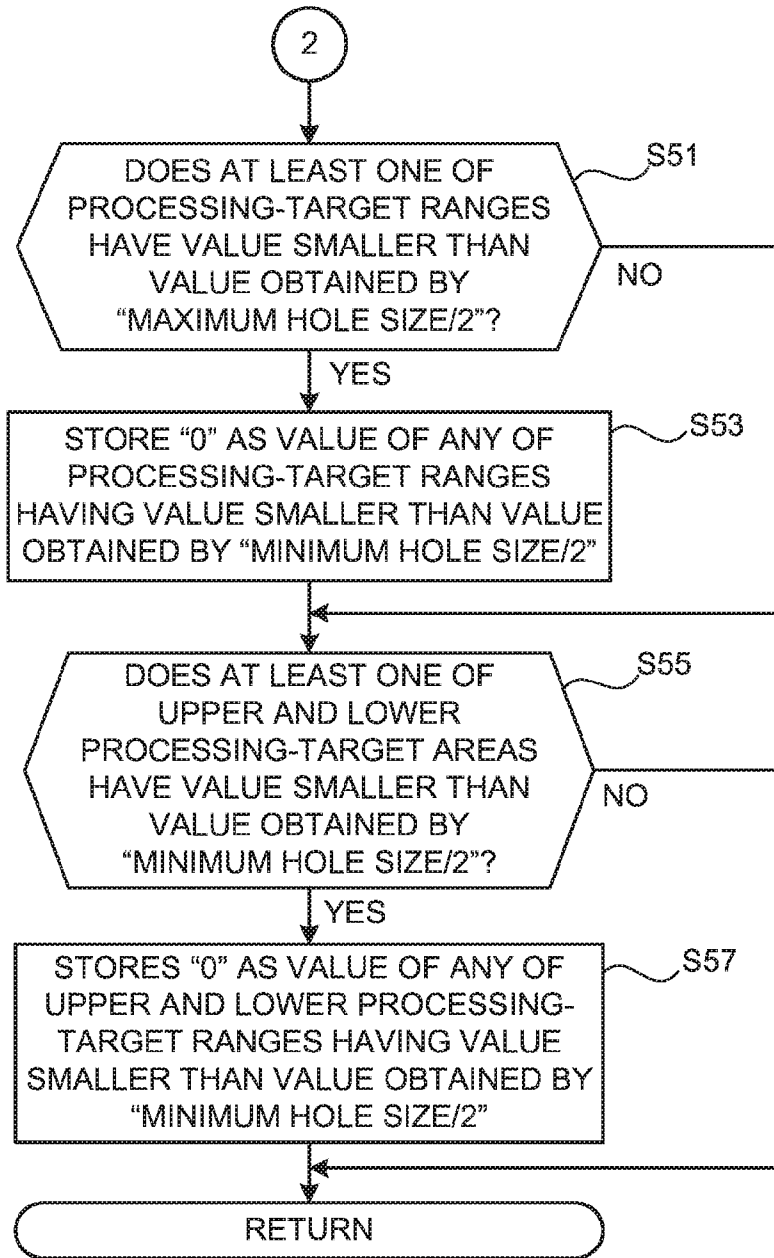 2
DOES AT LEAST ONE OF
PROCESSING-TARGET RANGES
HAVE VALUE SMALLER THAN
VALUE OBTAINED BY
“MAXIMUM HOLE SIZE/2”?
S51
NO
YES
STORE “0” AS VALUE OF ANY OF
PROCESSING-TARGET RANGES
HAVING VALUE SMALLER THAN VALUE
OBTAINED BY “MINIMUM HOLE SIZE/2”
S53
DOES AT LEAST ONE OF
UPPER AND LOWER
PROCESSING-TARGET AREAS
HAVE VALUE SMALLER THAN
VALUE OBTAINED BY
“MINIMUM HOLE SIZE/2”?
S55
NO
YES
STORES “0” AS VALUE OF ANY OF
UPPER AND LOWER PROCESSING-
TARGET RANGES HAVING VALUE
SMALLER THAN VALUE OBTAINED BY
“MINIMUM HOLE SIZE/2”
S57
RETURN